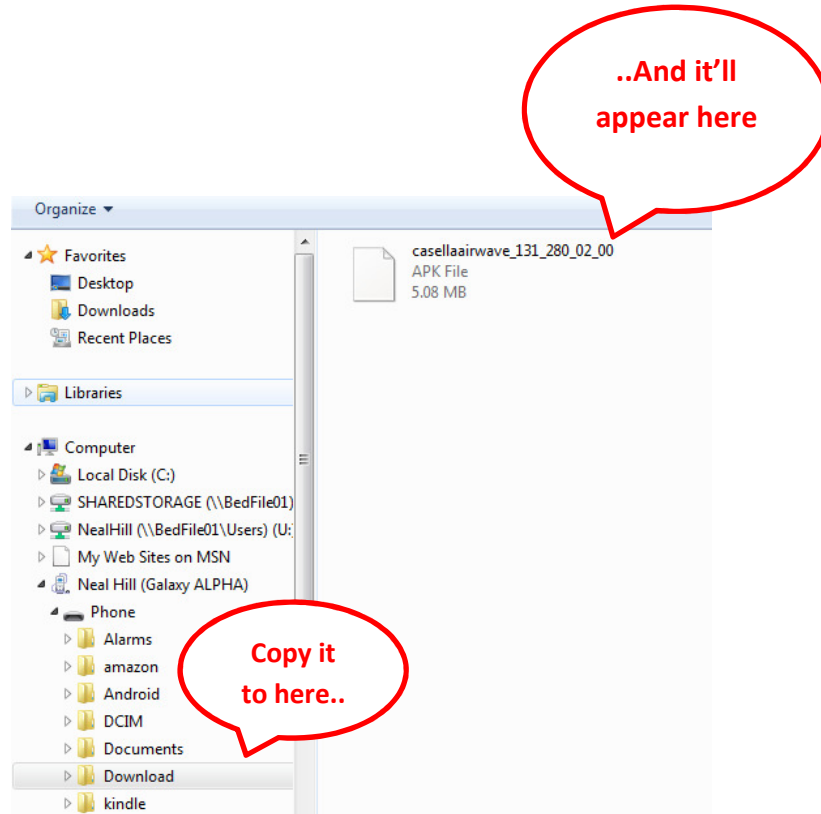 ..And it'll
appear here
Organize
Favorites
Desktop
Downloads
Recent Places
Libraries
Computer
Local Disk (C:)
SHAREDSTORAGE (\\BedFile01)
NealHill (\\BedFile01\Users) (U:
My Web Sites on MSN
Neal Hill (Galaxy ALPHA)
Phone
Alarms
amazon
Android
DCIM
Documents
Download
kindle
casellaairwave_131_280_02_00
APK File
5.08 MB
Copy it
to here..